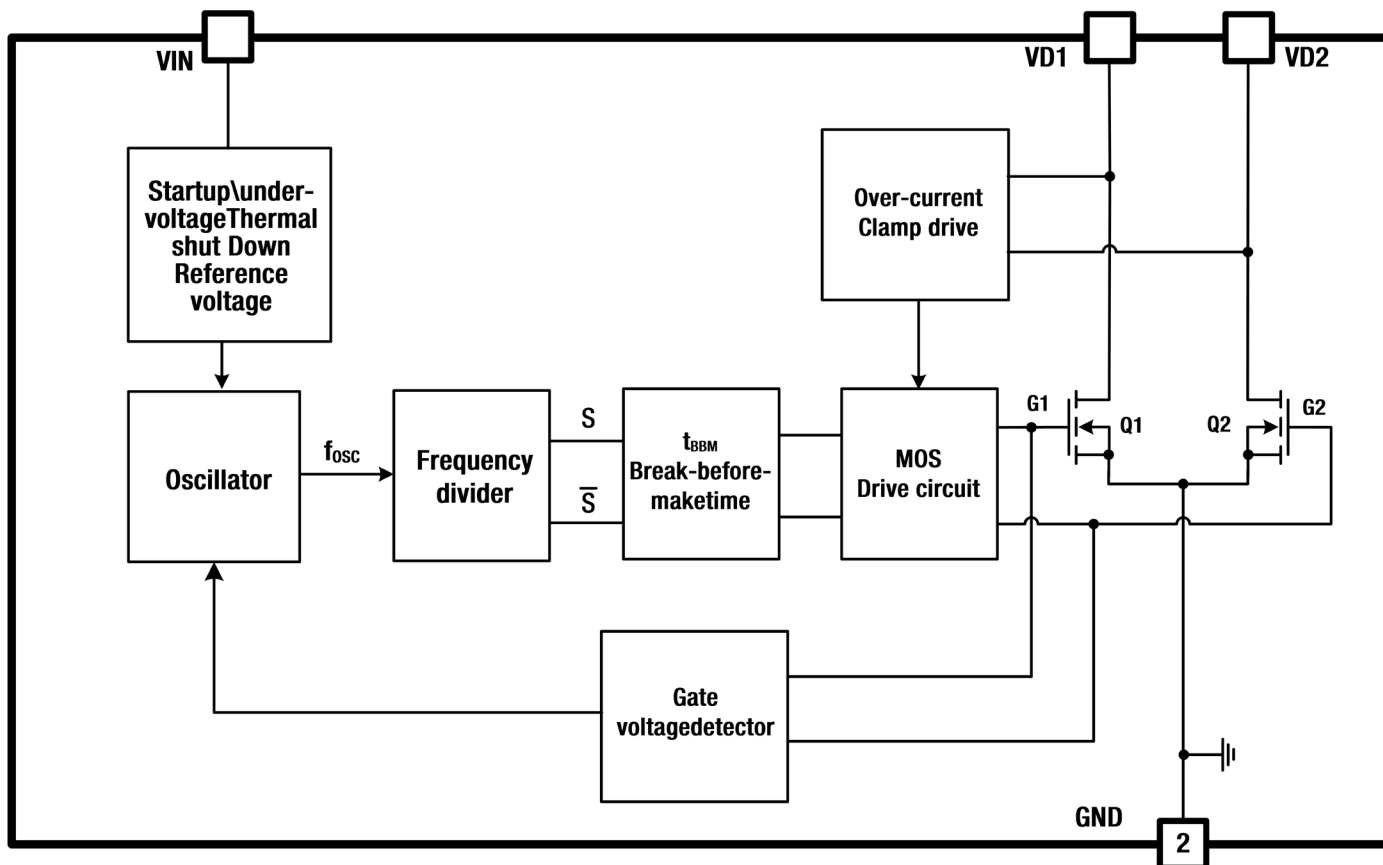 VIN
VD1
VD2
Startup\under-
voltageThermal
shut Down
Reference
voltage
Over-current
Clamp drive
Oscillator
fOSC
Frequency
divider
S
S̅
tBBM
Break-before-
maketime
MOS
Drive circuit
G1
Q1
Q2
G2
Gate
voltagedetector
GND
2